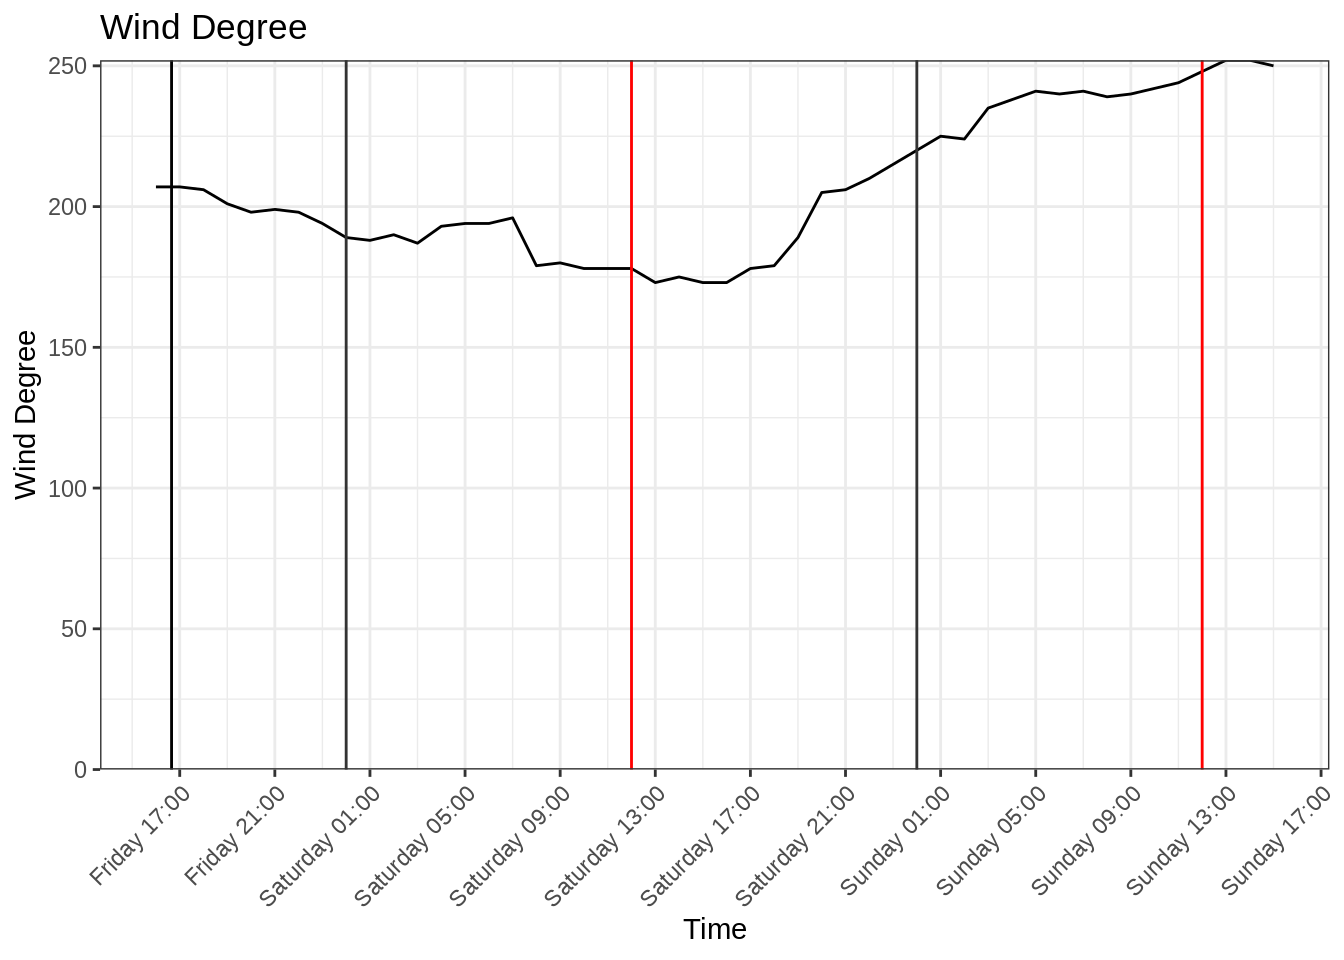 Wind Degree
Wind Degree
250
200
150
100
50
0
Friday 17:00
Friday 21:00
Saturday 01:00
Saturday 05:00
Saturday 09:00
Saturday 13:00
Saturday 17:00
Saturday 21:00
Sunday 01:00
Sunday 05:00
Sunday 09:00
Sunday 13:00
Sunday 17:00
Time